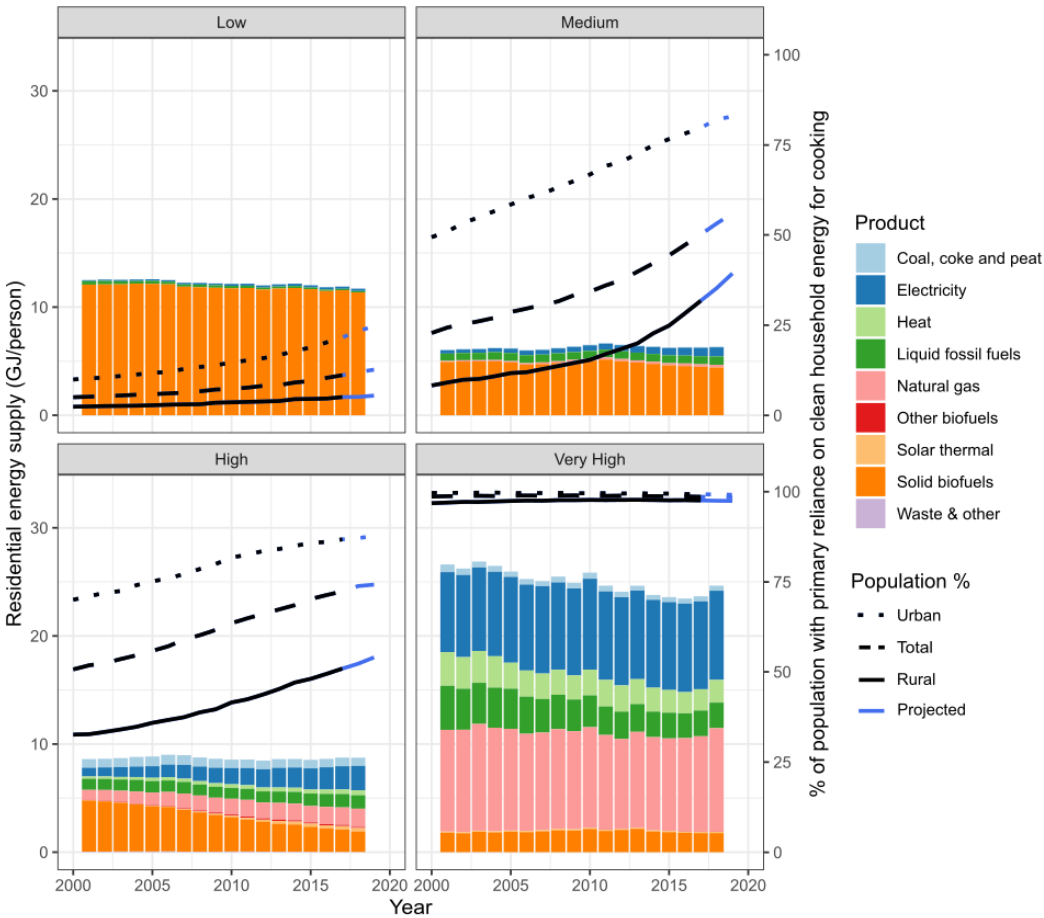 Low
Medium
30
20
10
0
100
75
50
25
0
High
Very High
30
20
10
0
100
75
50
25
0
2000
2005
2010
2015
2020
2000
2005
2010
2015
2020
Year
Residential energy supply (GJ/person)
% of population with primary reliance on clean household energy for cooking
Product
Coal, coke and peat
Electricity
Heat
Liquid fossil fuels
Natural gas
Other biofuels
Solar thermal
Solid biofuels
Waste & other
Population %
Urban
Total
Rural
Projected